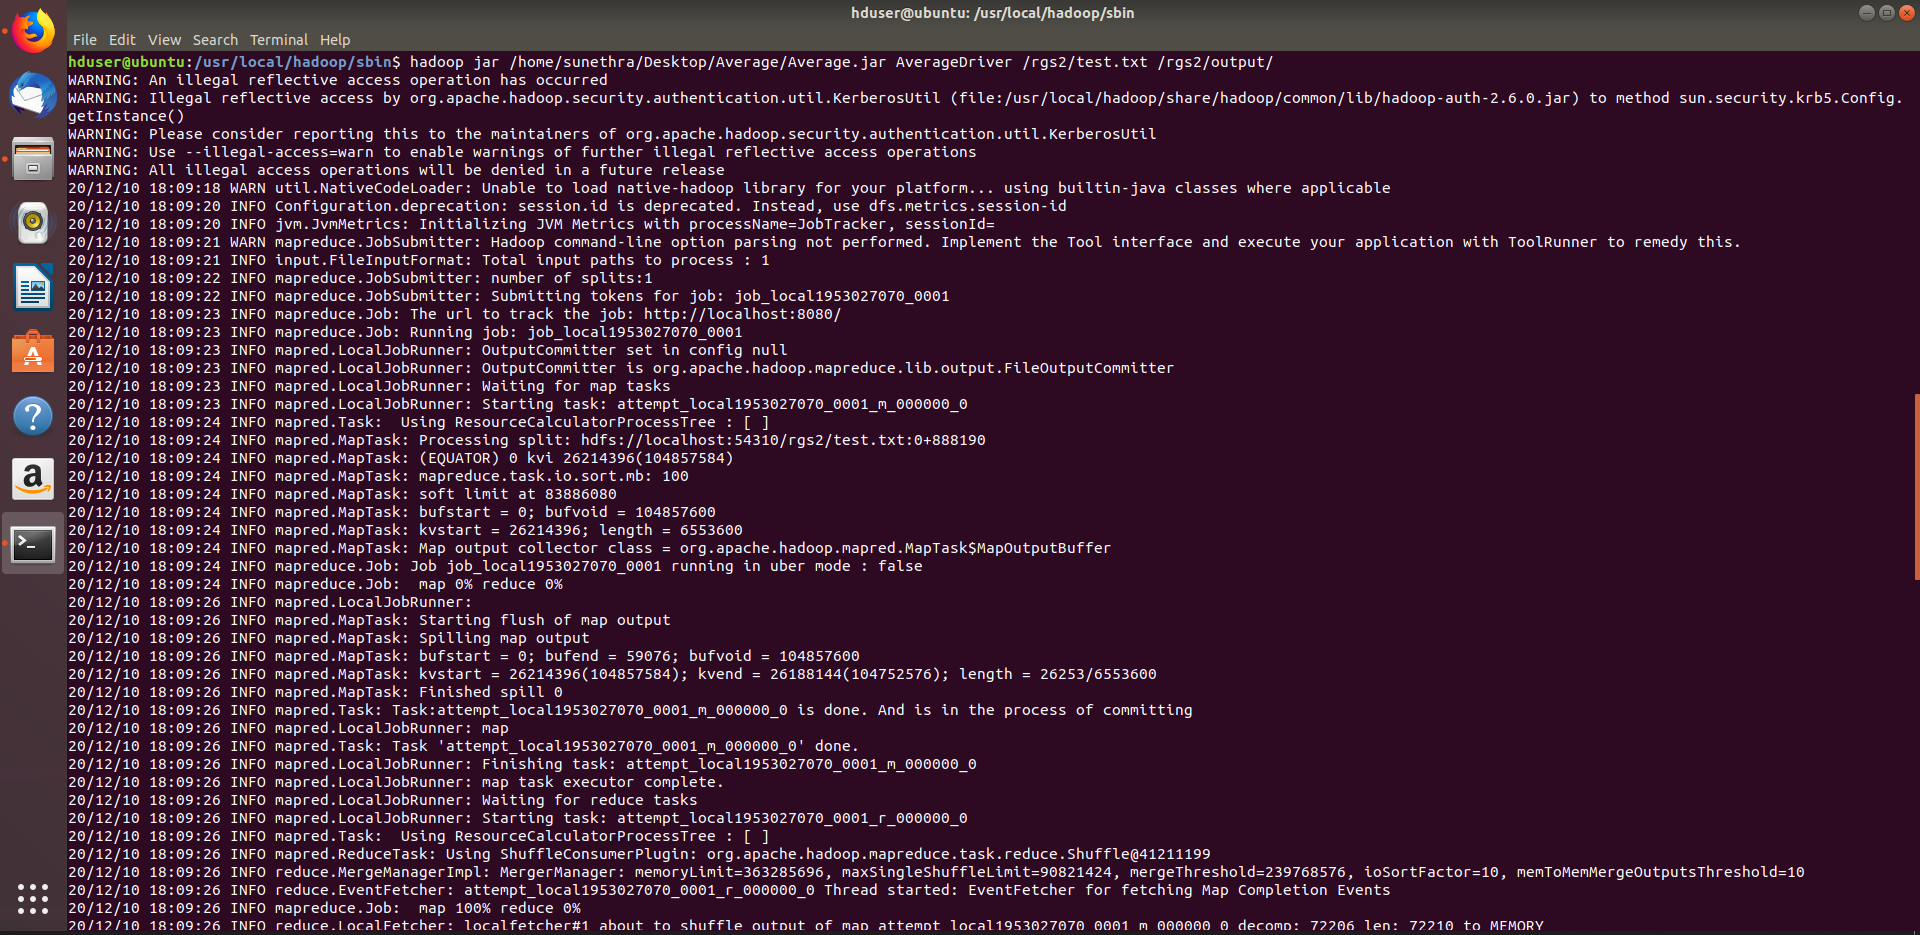 hduser@ubuntu: /usr/local/hadoop/sbin
File Edit View Search Terminal Help
hduser@ubuntu:/usr/local/hadoop/sbin$ hadoop jar /home/sunethra/Desktop/Average/Average.jar AverageDriver /rgs2/test.txt /rgs2/output/
WARNING: An illegal reflective access operation has occurred
WARNING: Illegal reflective access by org.apache.hadoop.security.authentication.util.KerberosUtil (file:/usr/local/hadoop/share/hadoop/common/lib/hadoop-auth-2.6.0.jar) to method sun.security.krb5.Config.
getInstance()
WARNING: Please consider reporting this to the maintainers of org.apache.hadoop.security.authentication.util.KerberosUtil
WARNING: Use --illegal-access=warn to enable warnings of further illegal reflective access operations
WARNING: All illegal access operations will be denied in a future release
20/12/10 18:09:18 WARN util.NativeCodeLoader: Unable to load native-hadoop library for your platform... using builtin-java classes where applicable
20/12/10 18:09:20 INFO Configuration.deprecation: session.id is deprecated. Instead, use dfs.metrics.session-id
20/12/10 18:09:20 INFO jvm.JvmMetrics: Initializing JVM Metrics with processName=JobTracker, sessionId=
20/12/10 18:09:21 WARN mapreduce.JobSubmitter: Hadoop command-line option parsing not performed. Implement the Tool interface and execute your application with ToolRunner to remedy this.
20/12/10 18:09:21 INFO input.FileInputFormat: Total input paths to process : 1
20/12/10 18:09:22 INFO mapreduce.JobSubmitter: number of splits:1
20/12/10 18:09:22 INFO mapreduce.JobSubmitter: Submitting tokens for job: job_local1953027070_0001
20/12/10 18:09:23 INFO mapreduce.Job: The url to track the job: http://localhost:8080/
20/12/10 18:09:23 INFO mapreduce.Job: Running job: job_local1953027070_0001
20/12/10 18:09:23 INFO mapred.LocalJobRunner: OutputCommitter set in config null
20/12/10 18:09:23 INFO mapred.LocalJobRunner: OutputCommitter is org.apache.hadoop.mapreduce.lib.output.FileOutputCommitter
20/12/10 18:09:23 INFO mapred.LocalJobRunner: Waiting for map tasks
20/12/10 18:09:23 INFO mapred.LocalJobRunner: Starting task: attempt_local1953027070_0001_m_000000_0
20/12/10 18:09:24 INFO mapred.Task:  Using ResourceCalculatorProcessTree : [ ]
20/12/10 18:09:24 INFO mapred.MapTask: Processing split: hdfs://localhost:54310/rgs2/test.txt:0+888190
20/12/10 18:09:24 INFO mapred.MapTask: (EQUATOR) 0 kvi 26214396(104857584)
20/12/10 18:09:24 INFO mapred.MapTask: mapreduce.task.io.sort.mb: 100
20/12/10 18:09:24 INFO mapred.MapTask: soft limit at 83886080
20/12/10 18:09:24 INFO mapred.MapTask: bufstart = 0; bufvoid = 104857600
20/12/10 18:09:24 INFO mapred.MapTask: kvstart = 26214396; length = 6553600
20/12/10 18:09:24 INFO mapred.MapTask: Map output collector class = org.apache.hadoop.mapred.MapTask$MapOutputBuffer
20/12/10 18:09:24 INFO mapreduce.Job: Job job_local1953027070_0001 running in uber mode : false
20/12/10 18:09:24 INFO mapreduce.Job:  map 0% reduce 0%
20/12/10 18:09:26 INFO mapred.LocalJobRunner:
20/12/10 18:09:26 INFO mapred.MapTask: Starting flush of map output
20/12/10 18:09:26 INFO mapred.MapTask: Spilling map output
20/12/10 18:09:26 INFO mapred.MapTask: bufstart = 0; bufend = 59076; bufvoid = 104857600
20/12/10 18:09:26 INFO mapred.MapTask: kvstart = 26214396(104857584); kvend = 26188144(104752576); length = 26253/6553600
20/12/10 18:09:26 INFO mapred.MapTask: Finished spill 0
20/12/10 18:09:26 INFO mapred.Task: Task:attempt_local1953027070_0001_m_000000_0 is done. And is in the process of committing
20/12/10 18:09:26 INFO mapred.LocalJobRunner: map
20/12/10 18:09:26 INFO mapred.Task: Task 'attempt_local1953027070_0001_m_000000_0' done.
20/12/10 18:09:26 INFO mapred.LocalJobRunner: Finishing task: attempt_local1953027070_0001_m_000000_0
20/12/10 18:09:26 INFO mapred.LocalJobRunner: map task executor complete.
20/12/10 18:09:26 INFO mapred.LocalJobRunner: Waiting for reduce tasks
20/12/10 18:09:26 INFO mapred.LocalJobRunner: Starting task: attempt_local1953027070_0001_r_000000_0
20/12/10 18:09:26 INFO mapred.Task:  Using ResourceCalculatorProcessTree : [ ]
20/12/10 18:09:26 INFO mapred.ReduceTask: Using ShuffleConsumerPlugin: org.apache.hadoop.mapreduce.task.reduce.Shuffle@41211199
20/12/10 18:09:26 INFO reduce.MergeManagerImpl: MergerManager: memoryLimit=363285696, maxSingleShuffleLimit=90821424, mergeThreshold=239768576, ioSortFactor=10, memToMemMergeOutputsThreshold=10
20/12/10 18:09:26 INFO reduce.EventFetcher: attempt_local1953027070_0001_r_000000_0 Thread started: EventFetcher for fetching Map Completion Events
20/12/10 18:09:26 INFO mapreduce.Job:  map 100% reduce 0%
20/12/10 18:09:26 INFO reduce.LocalFetcher: localfetcher#1 about to shuffle output of map attempt_local1953027070_0001_m_000000_0 decomp: 72206 len: 72210 to MEMORY